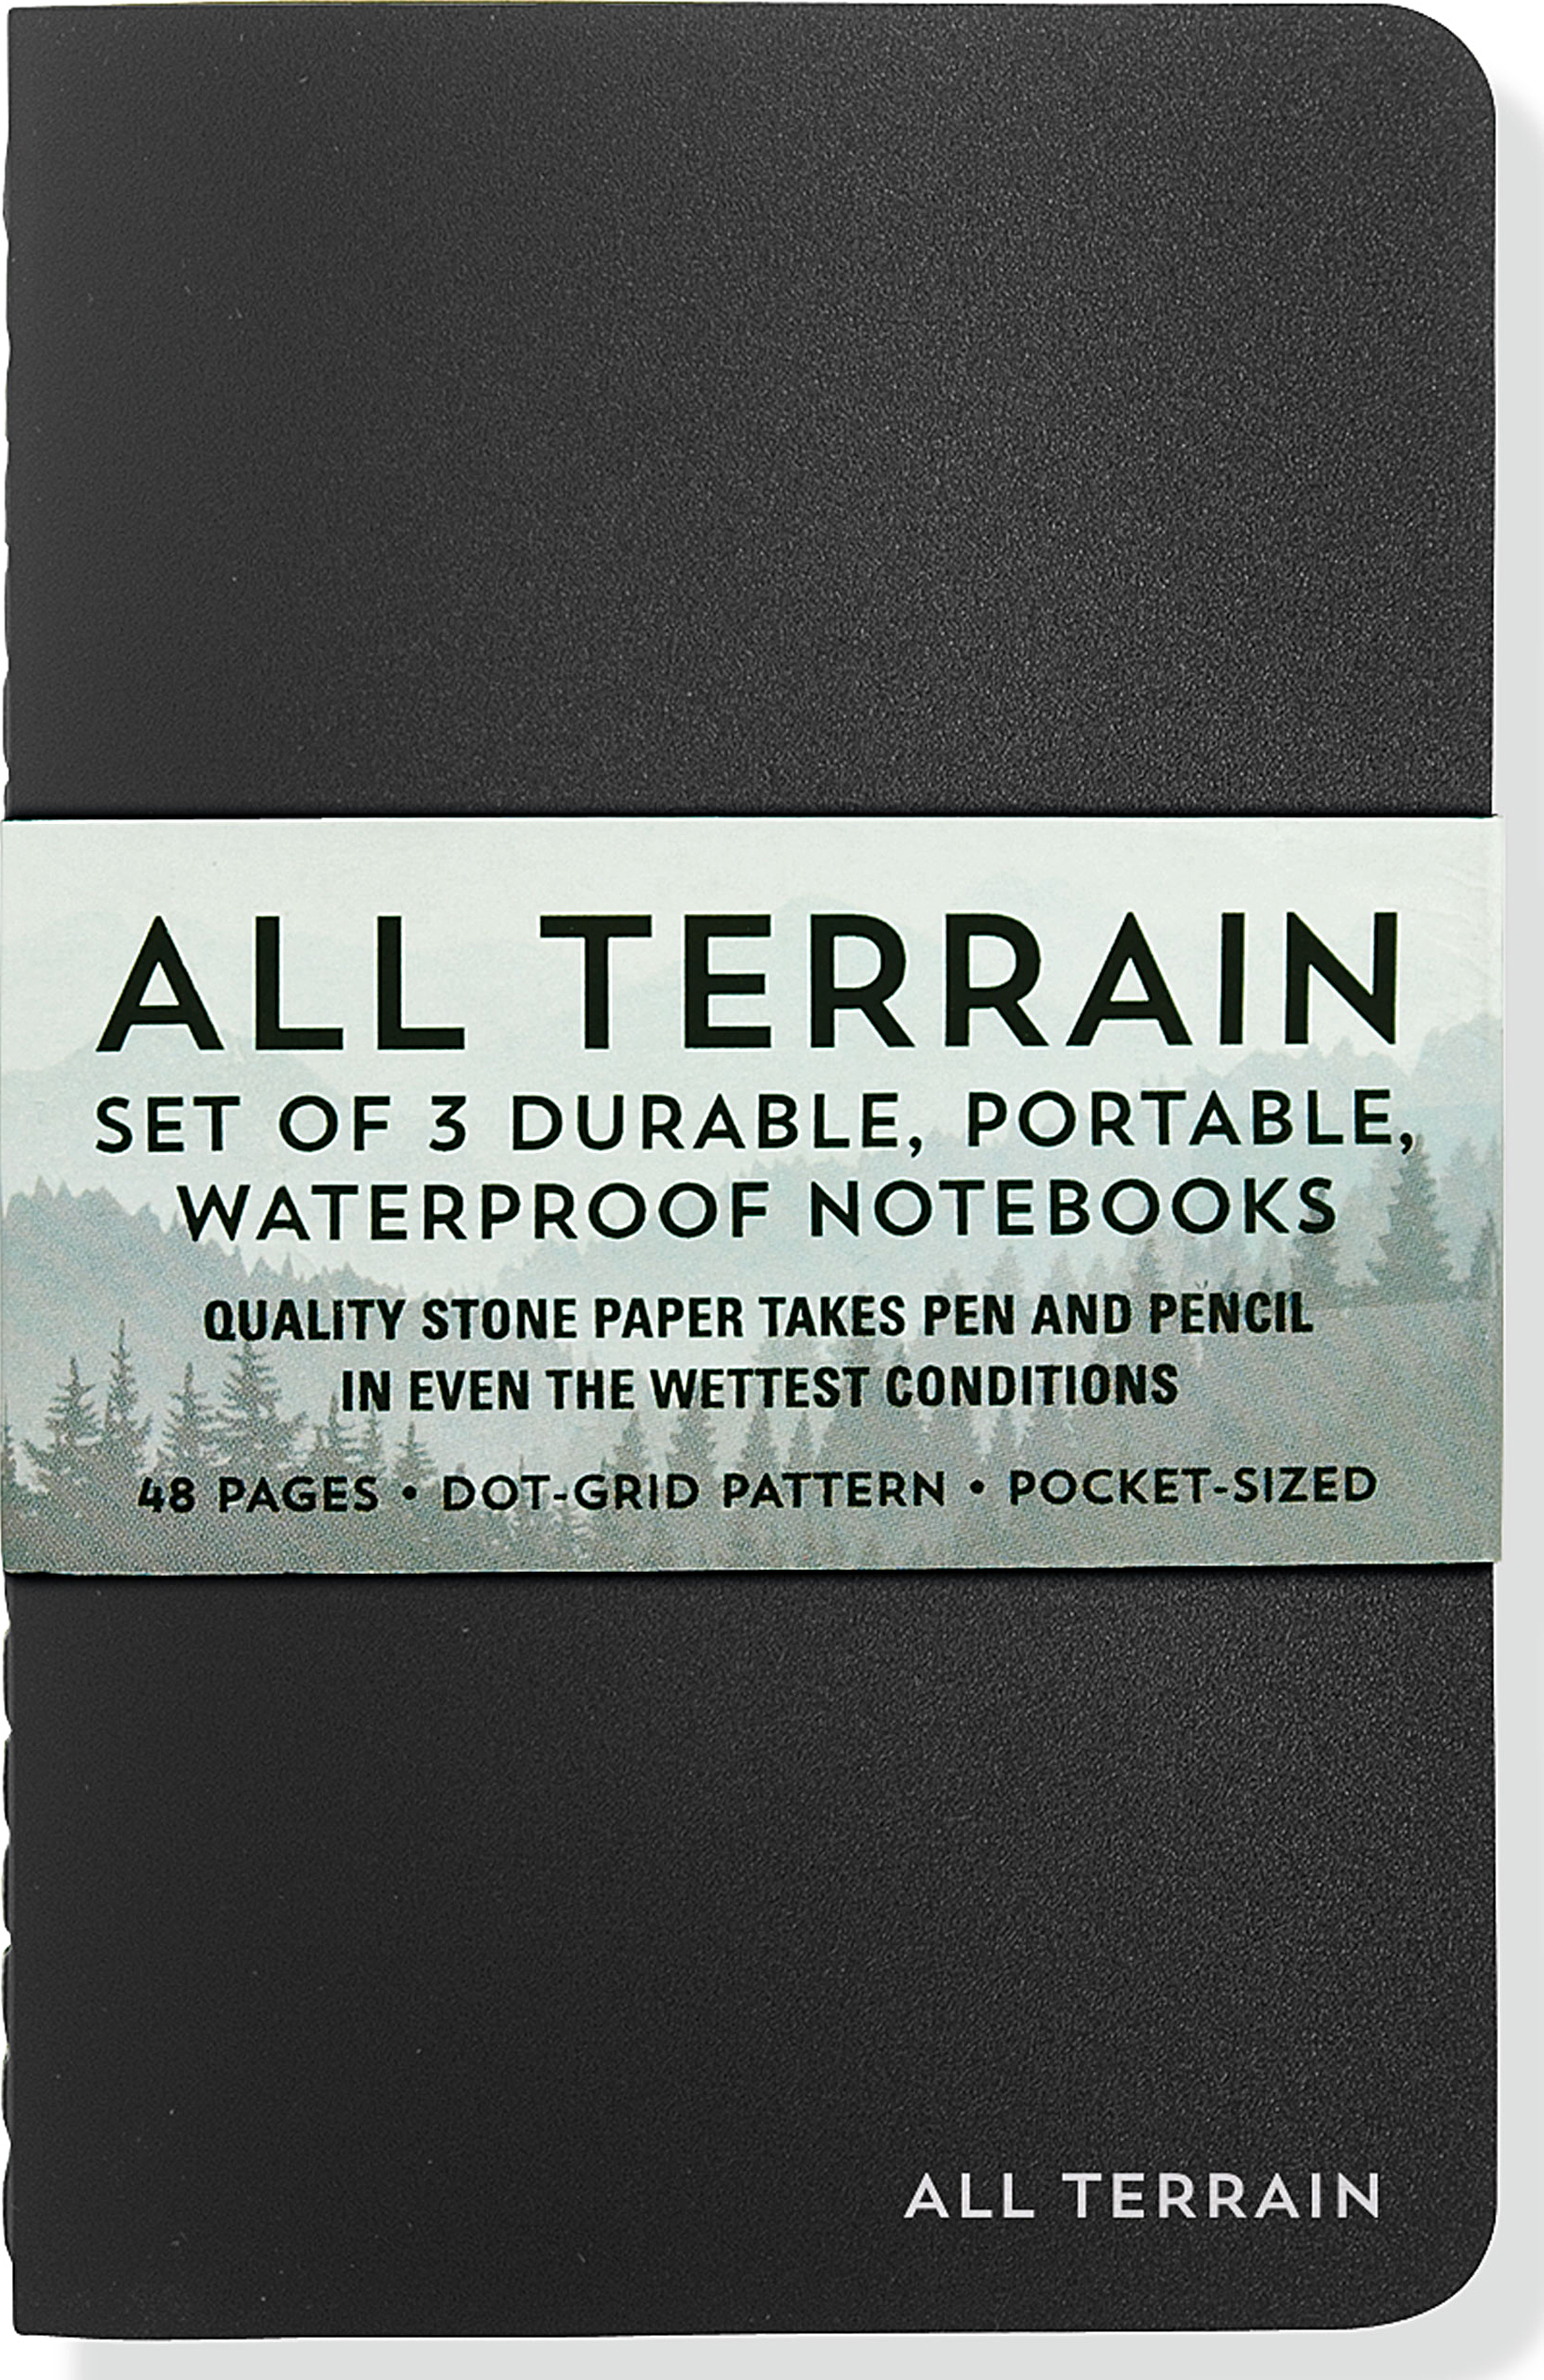 ALL TERRAIN
SET OF 3 DURABLE, PORTABLE,
WATERPROOF NOTEBOOKS
QUALITY STONE PAPER TAKES PEN AND PENCIL
IN EVEN THE WETTEST CONDITIONS
48 PAGES • DOT-GRID PATTERN • POCKET-SIZED
ALL TERRAIN